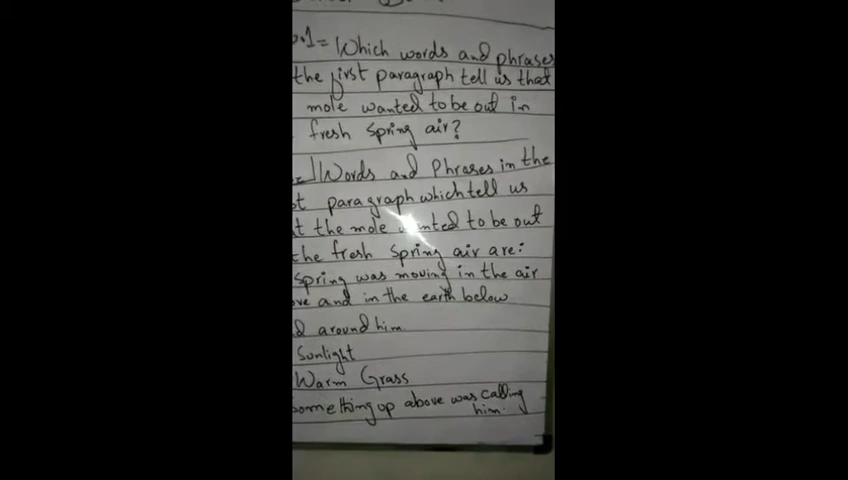 .1= Which words and phrases
the first paragraph tell us that
mole wanted to be out in
fresh spring air?
Words and Phrases in the
paragraph which tell us
the mole wanted to be out
the fresh spring air are:
spring was moving in the air
and in the earth below
around him.
Sunlight
Warm Grass
something up above was calling
him.